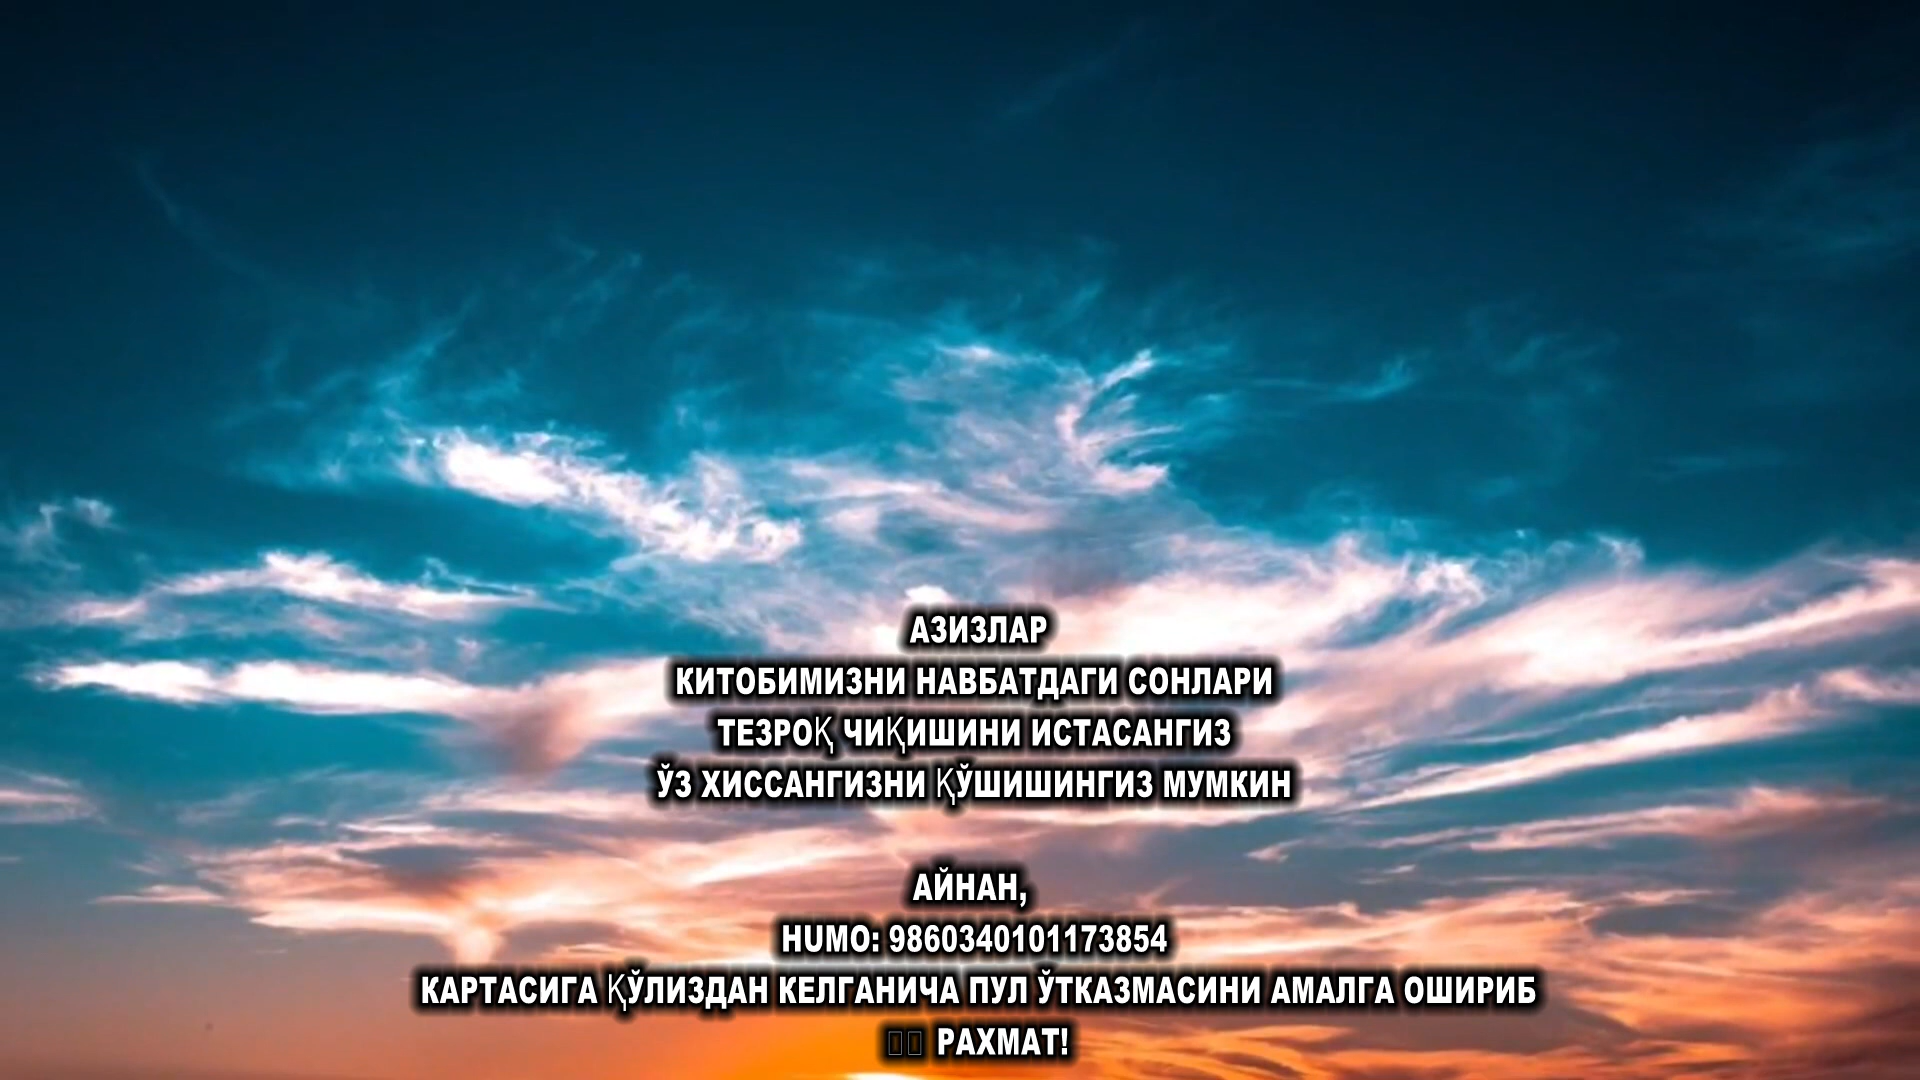 АЗИЗЛАР
КИТОБИМИЗНИ НАВБАТДАГИ СОНЛАРИ
ТЕЗРОҚ ЧИҚИШИНИ ИСТАСАНГИЗ
ЎЗ ХИССАНГИЗНИ ҚЎШИШИНГИЗ МУМКИН
АЙНАН,
HUMO: 9860340101173854
КАРТАСИГА ҚЎЛИЗДАН КЕЛГАНИЧА ПУЛ ЎТКАЗМАСИНИ АМАЛГА ОШИРИБ
РАХМАТ!